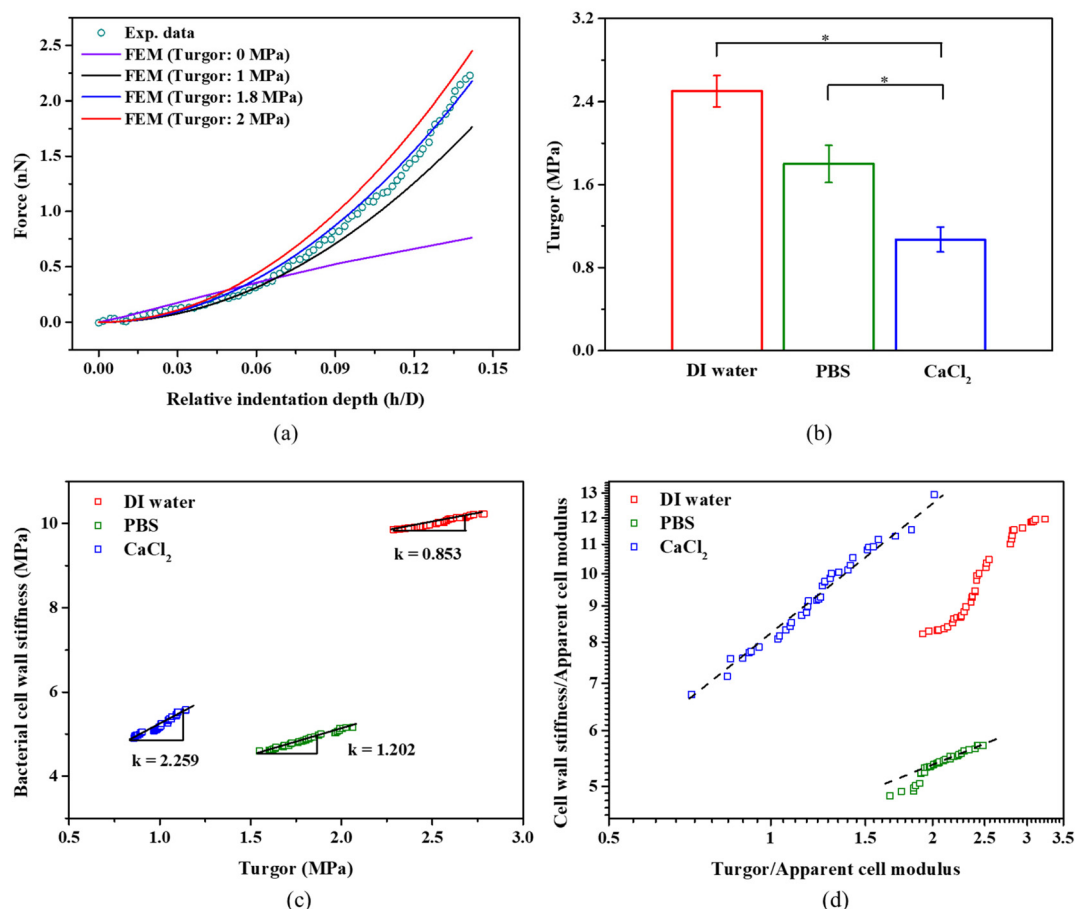 Exp. data
FEM (Turgor: 0 MPa)
FEM (Turgor: 1 MPa)
FEM (Turgor: 1.8 MPa)
FEM (Turgor: 2 MPa)
2.5
2.0
1.5
1.0
0.5
0.0
Force (nN)
0.00 0.03 0.06 0.09 0.12 0.15
Relative indentation depth (h/D)
(a)
3.2
2.4
1.6
0.8
0.0
Turgor (MPa)
*
*
DI water PBS CaCl₂
(b)
DI water
PBS
CaCl₂
10
8
6
4
Bacterial cell wall stiffness (MPa)
k = 0.853
k = 2.259
k = 1.202
0.5 1.0 1.5 2.0 2.5 3.0
Turgor (MPa)
(c)
DI water
PBS
CaCl₂
13
12
11
10
9
8
7
6
5
Cell wall stiffness/Apparent cell modulus
0.5 1 1.5 2 2.5 3 3.5
Turgor/Apparent cell modulus
(d)